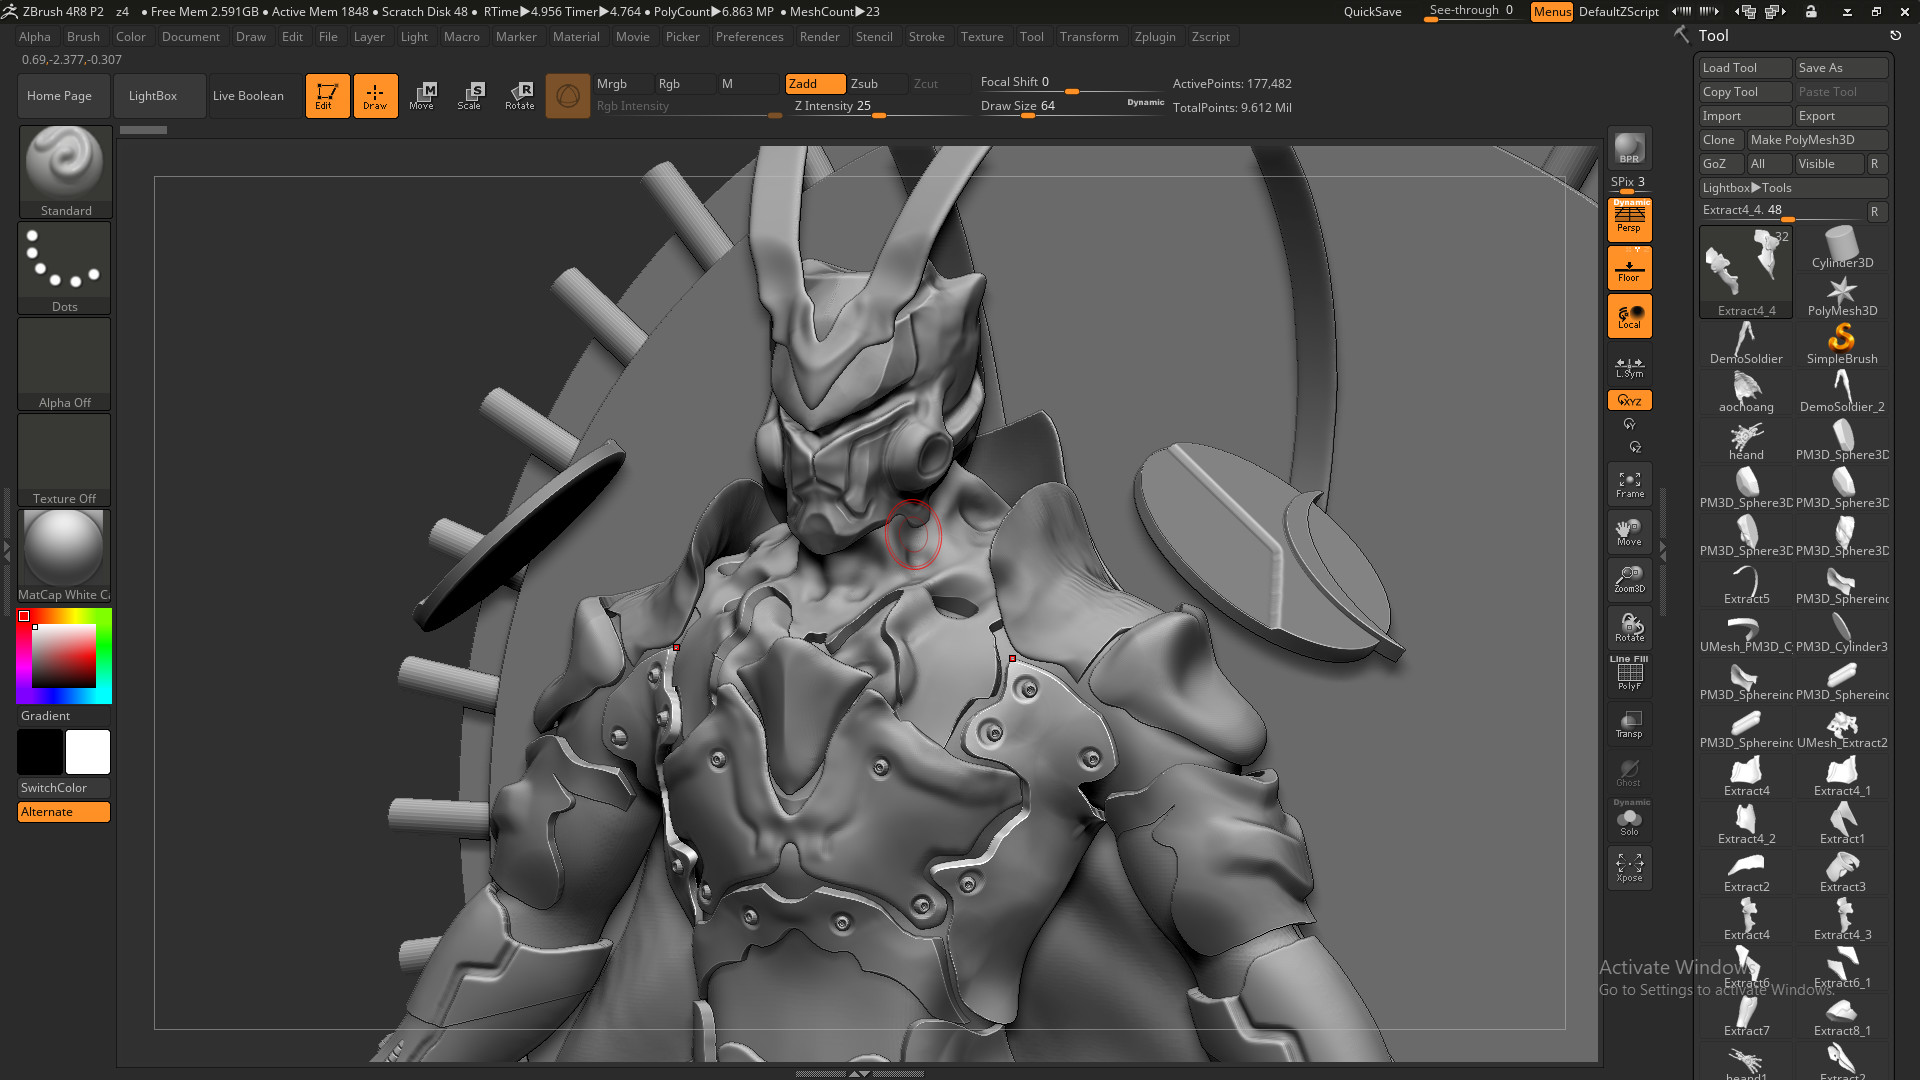 ZBrush 4R8 P2 z4 ● Free Mem 2.591GB ● Active Mem 1848 ● Scratch Disk 48 ● RTime▶4.956 Timer▶4.764 ● PolyCount▶6.863 MP ● MeshCount▶23 QuickSave See-through 0 Menus DefaultZScript
Alpha Brush Color Document Draw Edit File Layer Light Macro Marker Material Movie Picker Preferences Render Stencil Stroke Texture Tool Transform Zplugin Zscript
0.69,-2.377,-0.307
Home Page LightBox Live Boolean Edit Draw Move Scale Rotate
Mrgb Rgb M Zadd Zsub Zcut Focal Shift 0 ActivePoints: 177,482
Rgb Intensity Z Intensity 25 Draw Size 64 Dynamic TotalPoints: 9.612 Mil
Standard
Dots
Alpha Off
Texture Off
MatCap White Ca
Gradient
SwitchColor
Alternate
BPR
SPix 3
Dynamic
Persp
Floor
Local
L.Sym
XYZ
Y
Z
Frame
Move
Zoom3D
Rotate
Line Fill
PolyF
Transp
Ghost
Dynamic
Solo
Xpose
Tool
Load Tool Save As
Copy Tool Paste Tool
Import Export
Clone Make PolyMesh3D
GoZ All Visible R
Lightbox▶Tools
Extract4_4. 48 R
32
Cylinder3D
Extract4_4 PolyMesh3D
DemoSoldier SimpleBrush
aochoang DemoSoldier_2
heand PM3D_Sphere3D
PM3D_Sphere3D PM3D_Sphere3D
PM3D_Sphere3D PM3D_Sphere3D
Extract5 PM3D_Sphereinc
UMesh_PM3D_Cy PM3D_Cylinder3
PM3D_Sphereinc PM3D_Sphereinc
PM3D_Sphereinc UMesh_Extract2
Extract4 Extract4_1
Extract4_2 Extract1
Extract2 Extract3
Extract4 Extract4_3
Extract6 Extract6_1
Extract7 Extract8_1
heand1 Extract2
Activate Windows
Go to Settings to activate Windows.